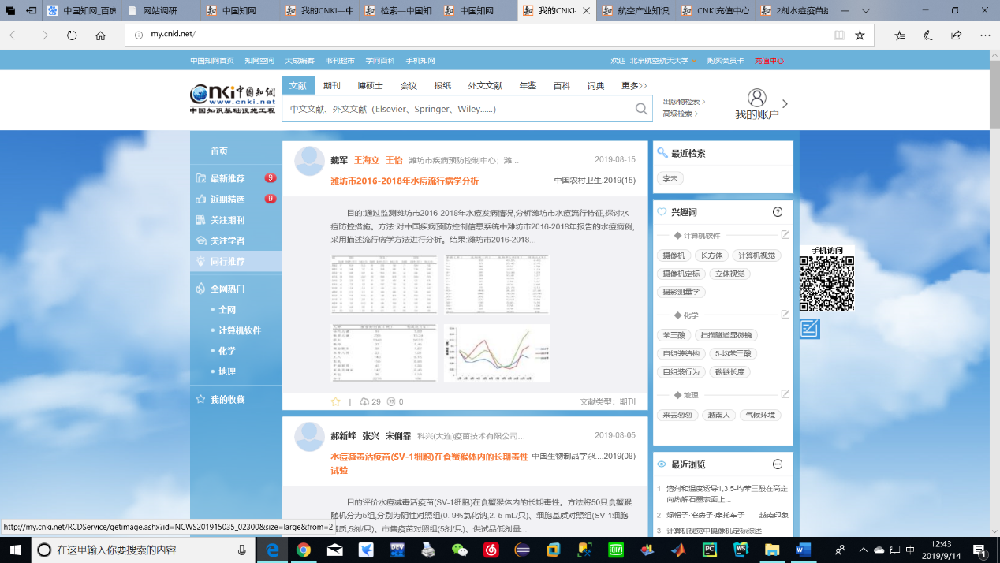 中国知网_百度
网站调研
中国知网
检索—中国知
中国知网
我的CNKI
航空产业知识
CNKI充值中心
2剂水痘疫苗
my.cnki.net/
中国知网首页 知网空间 大成编客 书刊超市 学问百科 手机知网
欢迎 北京航空航天大学 购买会员卡 充值中心
cnki 中国知网
www.cnki.net
中国知识基础设施工程
文献 期刊 博硕士 会议 报纸 外文文献 年鉴 百科 词典 更多>>
中文文献、外文文献（Elsevier、Springer、Wiley......）
出版物检索 >
高级检索 >
我的账户
首页
最新推荐 9
近期精选 9
关注期刊
关注学者
同行推荐
全网热门
• 全网
• 计算机软件
• 化学
• 地理
我的收藏
魏军 王海立 王怡 潍坊市疾病预防控制中心；潍... 2019-08-15
潍坊市2016-2018年水痘流行病学分析 中国农村卫生.2019(15)
目的:通过监测潍坊市2016-2018年水痘发病情况,分析潍坊市水痘流行特征,探讨水
痘防控措施。方法:对中国疾病预防控制信息系统中潍坊市2016-2018年报告的水痘病例,
采用描述流行病学方法进行分析。结果:潍坊市2016-2018...
| 29 0 文献类型：期刊
郝新峰 张兴 宋俐霏 科兴(大连)疫苗技术有限公司... 2019-08-05
水痘减毒活疫苗(SV-1细胞)在食蟹猴体内的长期毒性 中国生物制品学杂....2019(08)
试验
目的评价水痘减毒活疫苗(SV-1细胞)在食蟹猴体内的长期毒性。方法将50只食蟹猴
随机分为5组,分别为阴性对照组(0. 9%氯化钠,2. 5 mL/只)、细胞基质对照组(SV-1细胞
基质,5剂/只)、市售疫苗对照组(5剂/只)、供试品低剂量...
最近检索
李未
兴趣词
计算机软件
摄像机 长方体 计算机视觉
摄像机定标 立体视觉
摄影测量学
化学
苯三酸 扫描隧道显微镜
自组装结构 5-均苯三酸
自组装行为 碳链长度
地理
来去匆匆 越南人 气候环境
最近浏览
1 溶剂和温度诱导1,3,5-均苯三酸在高定
向热解石墨表面上...
2 绿帽子·窄房子·摩托车子——越南印象
3 计算机视觉中摄像机定标综述
手机访问
http://my.cnki.net/RCDService/getimage.ashx?id=NCWS201915035_02300&size=large&from=2
在这里输入你要搜索的内容
中
12:43
2019/9/14
1